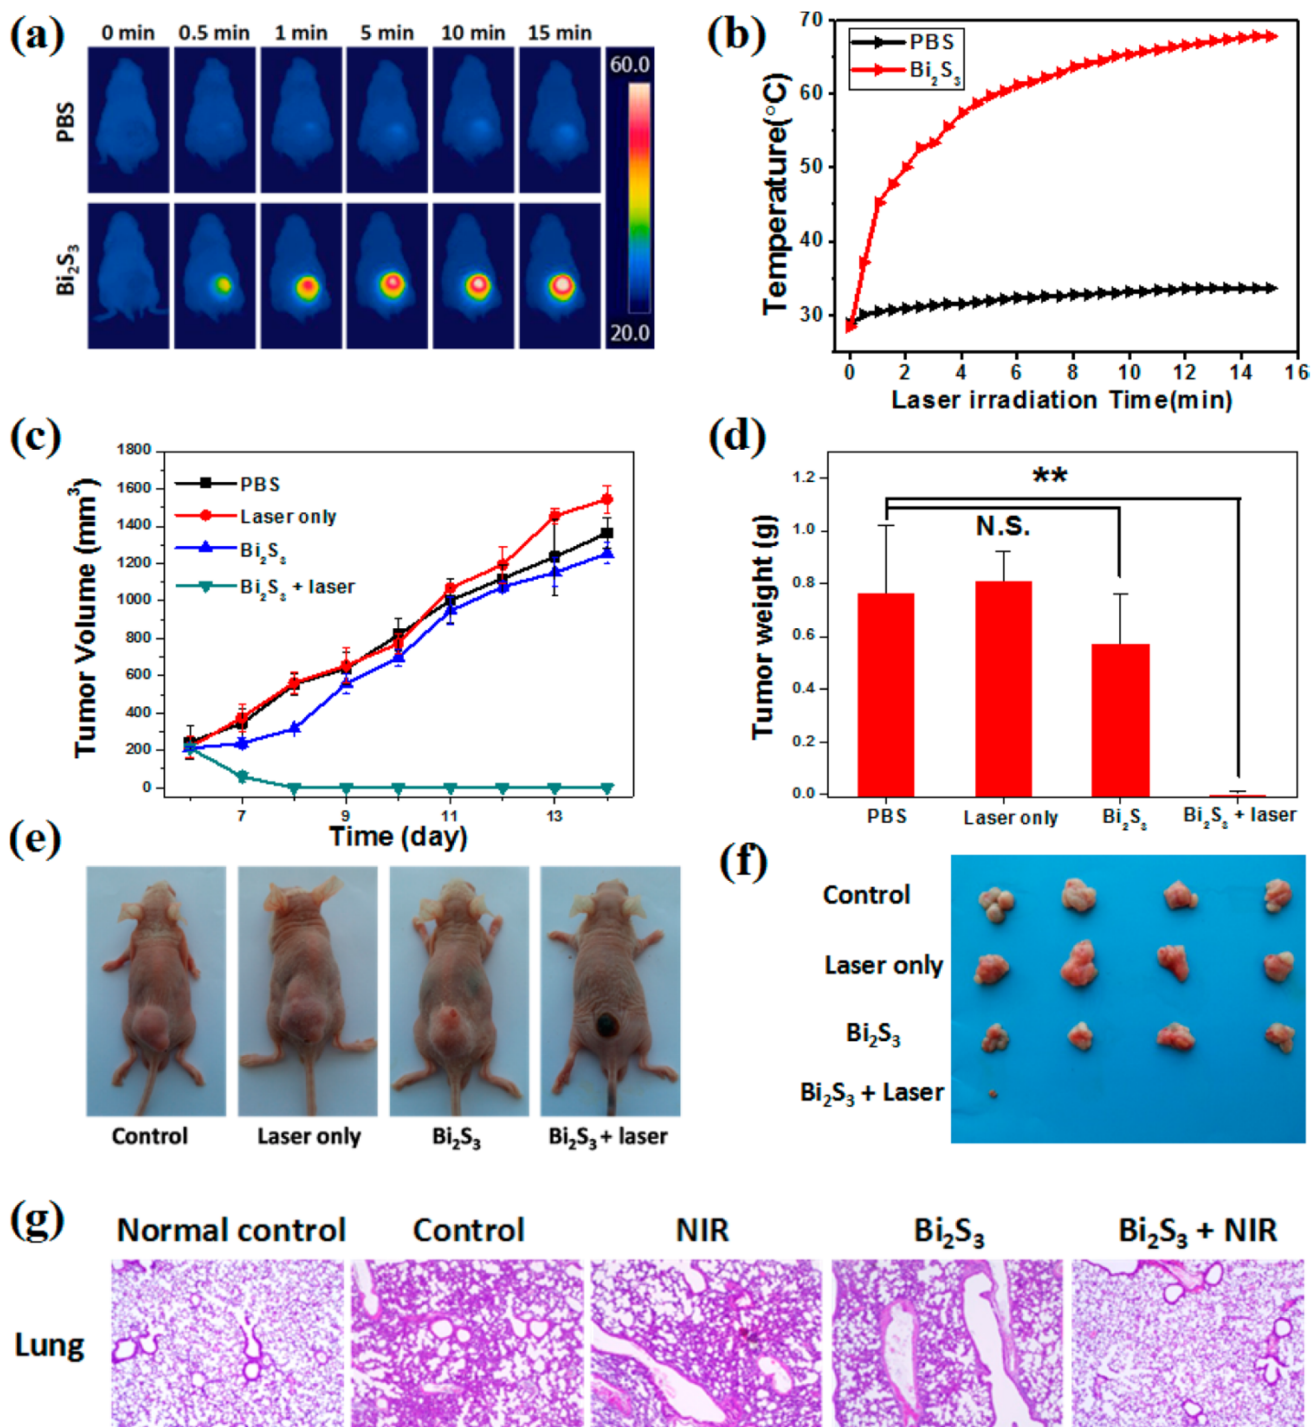 (a)
0 min 0.5 min 1 min 5 min 10 min 15 min
PBS
Bi₂S₃
60.0
20.0
(b)
PBS
Bi₂S₃
Temperature(°C)
70
60
50
40
30
0 2 4 6 8 10 12 14 16
Laser irradiation Time(min)
(c)
PBS
Laser only
Bi₂S₃
Bi₂S₃ + laser
Tumor Volume (mm³)
1800
1600
1400
1200
1000
800
600
400
200
0
7 9 11 13
Time (day)
(d)
**
N.S.
Tumor weight (g)
1.2
1.0
0.8
0.6
0.4
0.2
0.0
PBS Laser only Bi₂S₃ Bi₂S₃ + laser
(e)
Control Laser only Bi₂S₃ Bi₂S₃ + laser
(f)
Control
Laser only
Bi₂S₃
Bi₂S₃ + Laser
(g)
Normal control Control NIR Bi₂S₃ Bi₂S₃ + NIR
Lung